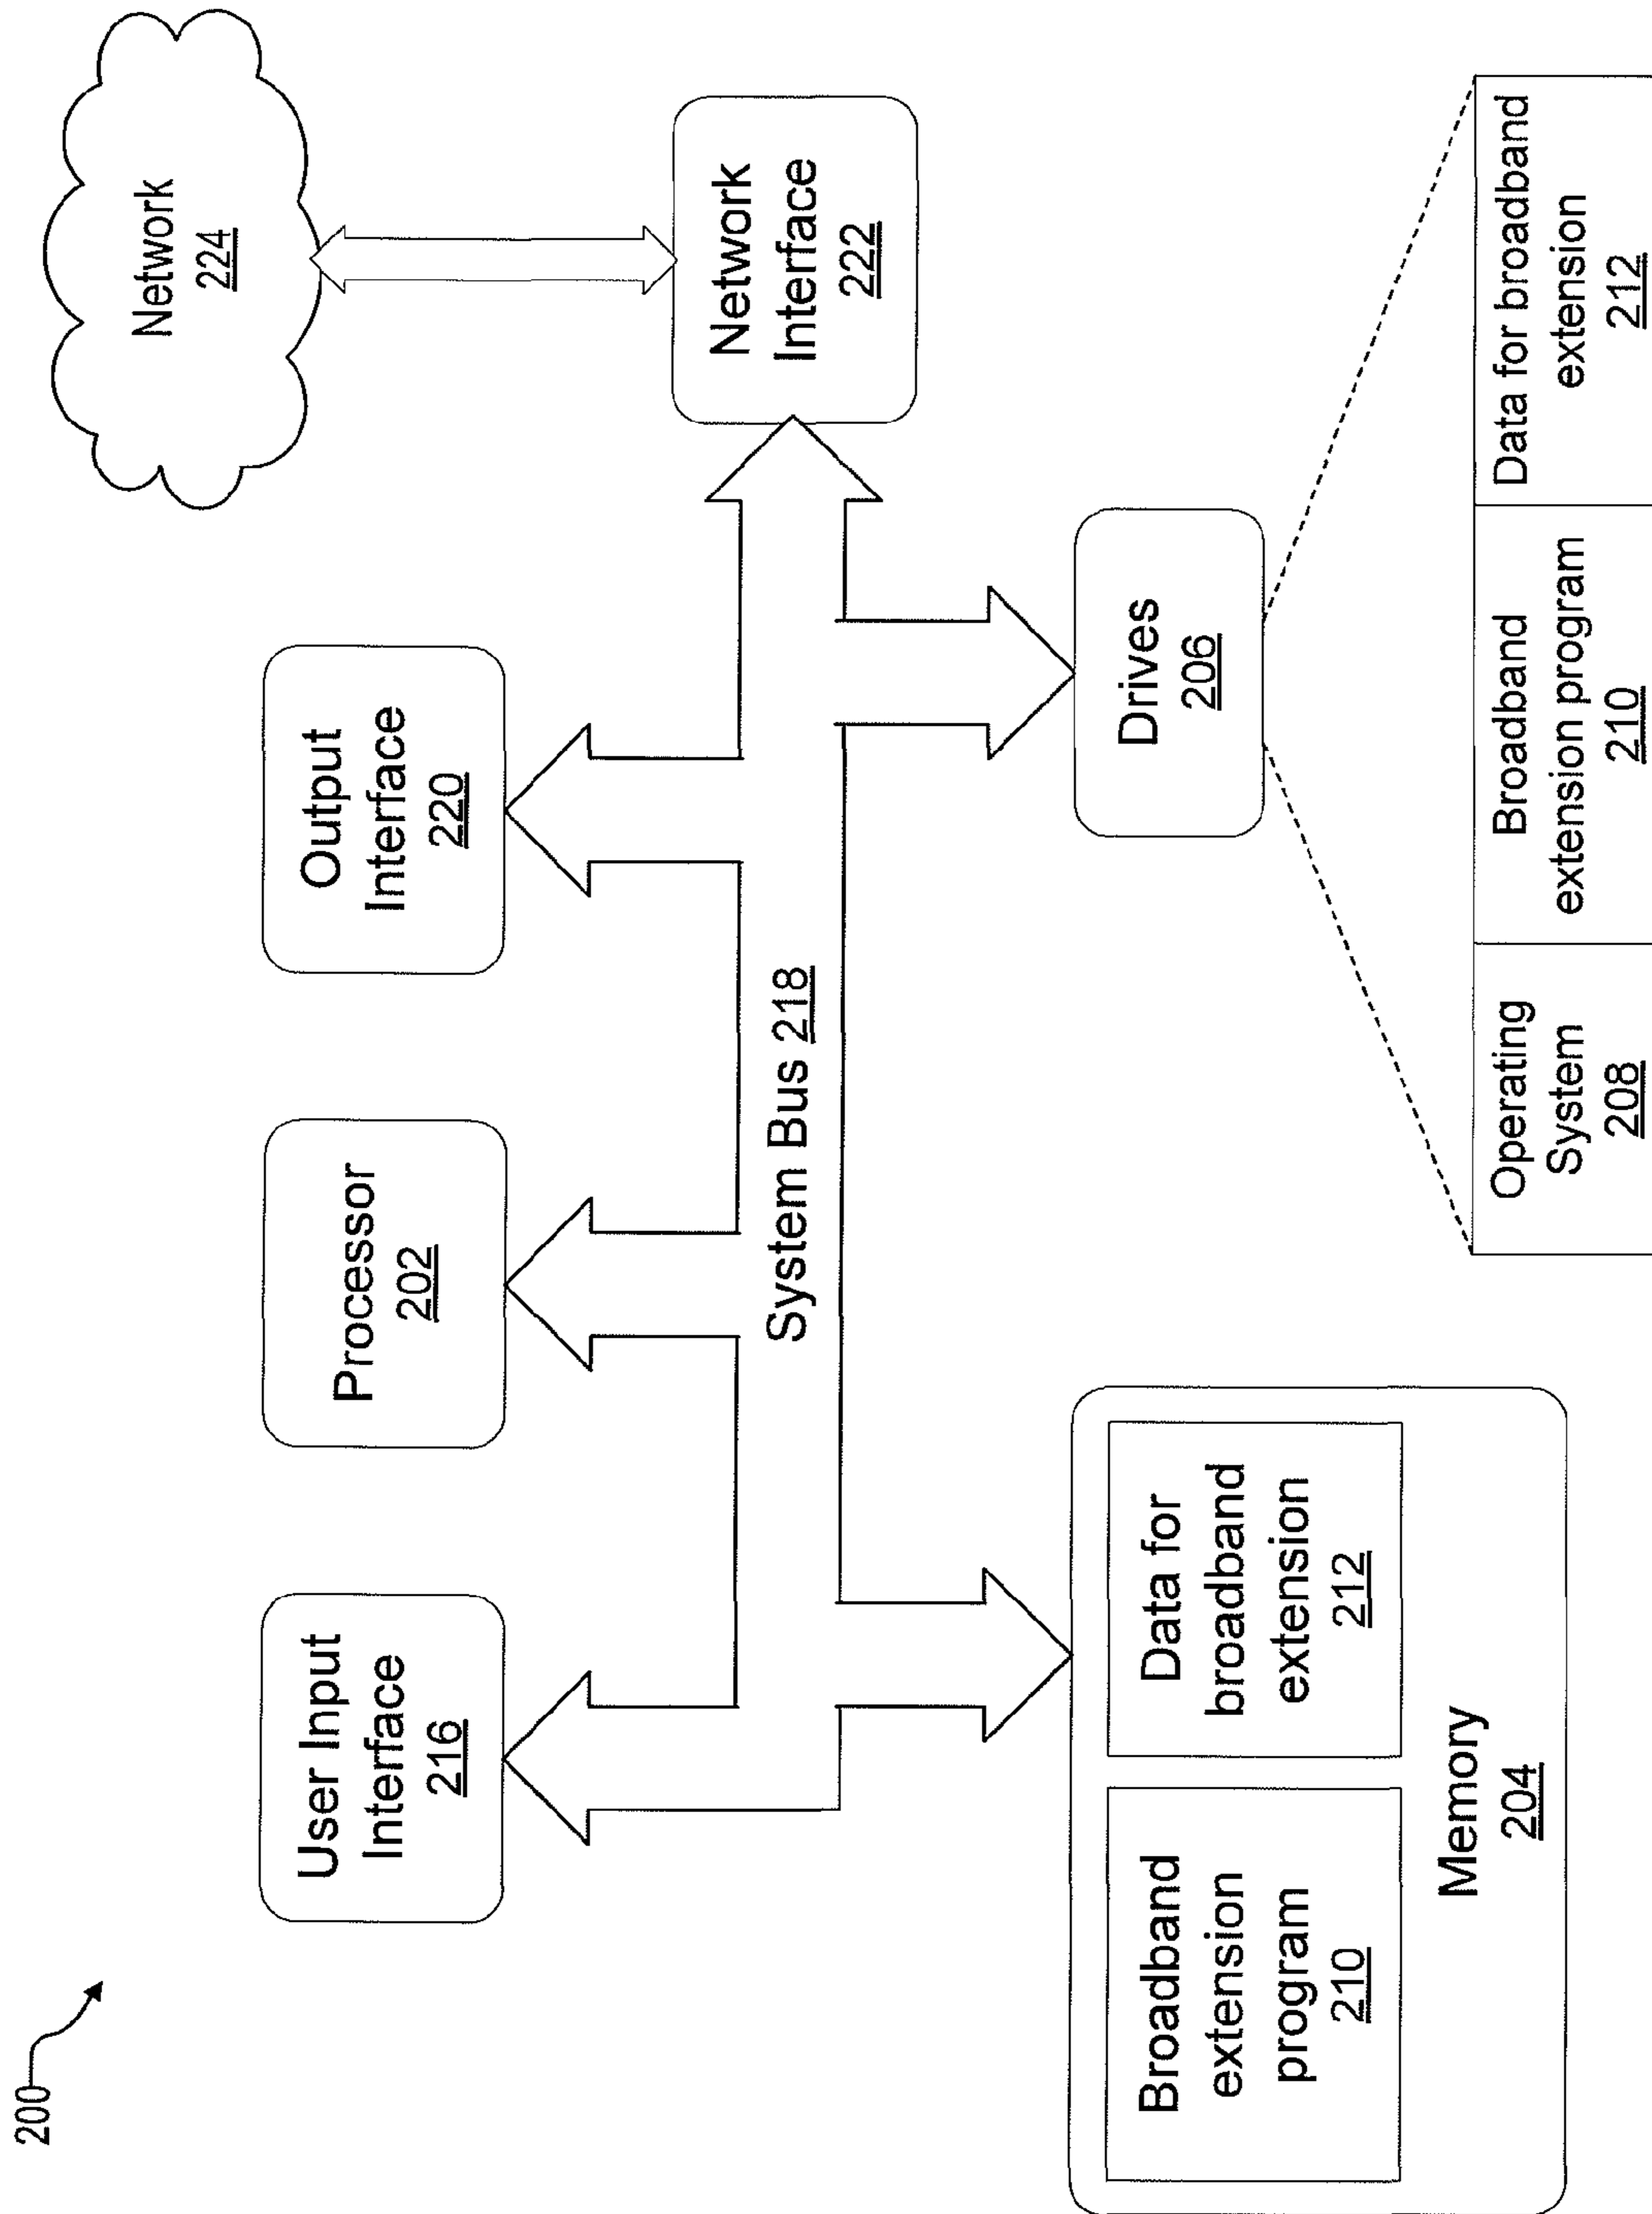 200
User Input
Interface
216
Processor
202
Output
Interface
220
Network
224
Network
Interface
222
System Bus 218
Broadband
extension
program
210
Data for
broadband
extension
212
Memory
204
Drives
206
Operating
System
208
Broadband
extension program
210
Data for broadband
extension
212